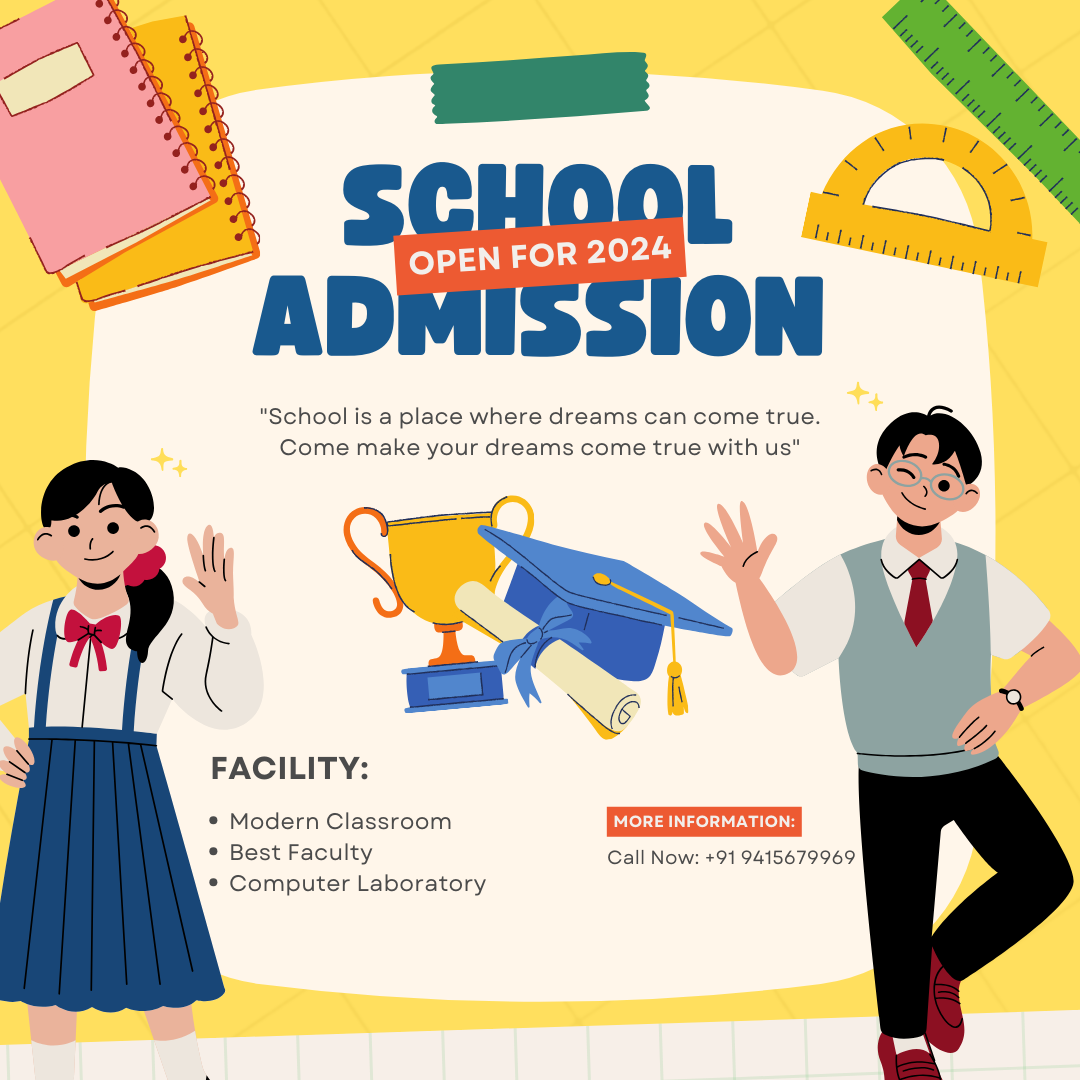 SCHOOL
OPEN FOR 2024
ADMISSION
"School is a place where dreams can come true.
Come make your dreams come true with us"
FACILITY:
• Modern Classroom
• Best Faculty
• Computer Laboratory
MORE INFORMATION:
Call Now: +91 9415679969